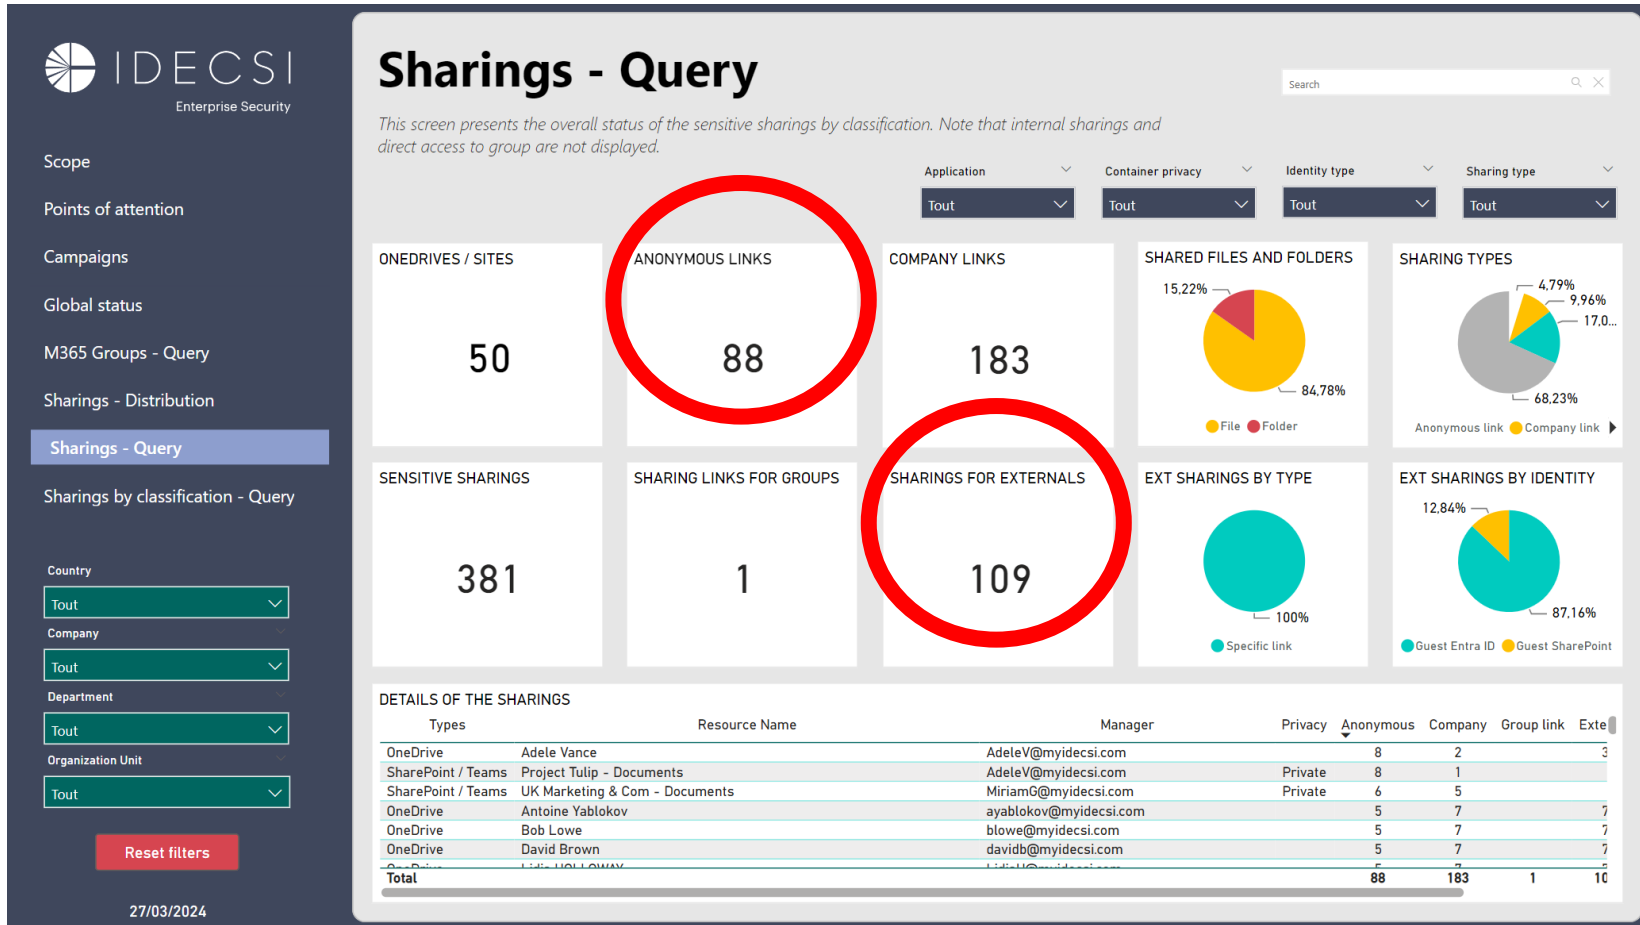 IDECSI
Enterprise Security
Scope
Points of attention
Campaigns
Global status
M365 Groups - Query
Sharings - Distribution
Sharings - Query
Sharings by classification - Query
Country
Tout
Company
Tout
Department
Tout
Organization Unit
Tout
Reset filters
27/03/2024
Sharings - Query
Search
This screen presents the overall status of the sensitive sharings by classification. Note that internal sharings and
direct access to group are not displayed.
Application
Tout
Container privacy
Tout
Identity type
Tout
Sharing type
Tout
ONEDRIVES / SITES
50
ANONYMOUS LINKS
88
COMPANY LINKS
183
SHARED FILES AND FOLDERS
15,22%
84,78%
File Folder
SHARING TYPES
4,79%
9,96%
17,0...
68,23%
Anonymous link Company link
SENSITIVE SHARINGS
381
SHARING LINKS FOR GROUPS
1
SHARINGS FOR EXTERNALS
109
EXT SHARINGS BY TYPE
100%
Specific link
EXT SHARINGS BY IDENTITY
12,84%
87,16%
Guest Entra ID Guest SharePoint
DETAILS OF THE SHARINGS
Types Resource Name Manager Privacy Anonymous Company Group link Exte
OneDrive Adele Vance AdeleV@myidecsi.com 8 2 3
SharePoint / Teams Project Tulip - Documents AdeleV@myidecsi.com Private 8 1
SharePoint / Teams UK Marketing & Com - Documents MiriamG@myidecsi.com Private 6 5
OneDrive Antoine Yablokov ayablokov@myidecsi.com 5 7 7
OneDrive Bob Lowe blowe@myidecsi.com 5 7 7
OneDrive David Brown davidb@myidecsi.com 5 7 7
Total 88 183 1 10